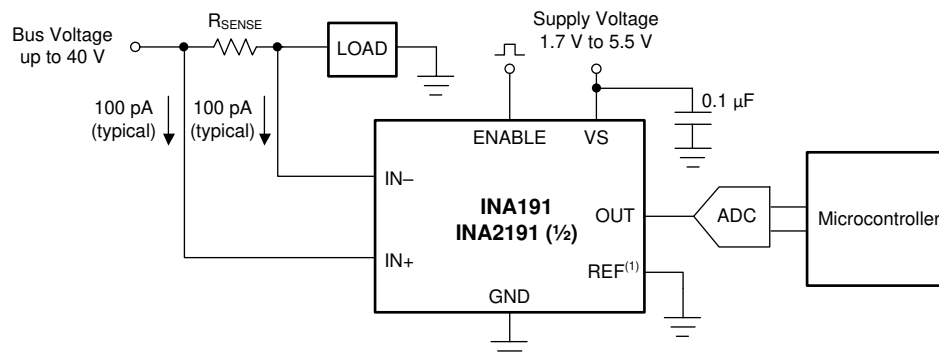 Bus Voltage
up to 40 V
RSENSE
LOAD
Supply Voltage
1.7 V to 5.5 V
100 pA
(typical)
100 pA
(typical)
0.1 µF
ENABLE
VS
IN–
INA191
INA2191 (½)
OUT
ADC
Microcontroller
IN+
REF(1)
GND